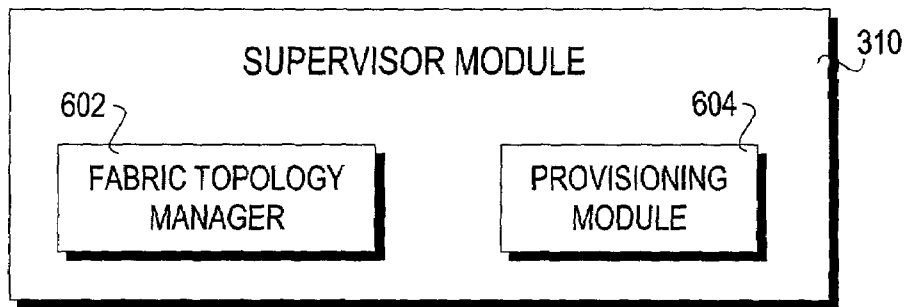 310
SUPERVISOR MODULE
602
604
FABRIC TOPOLOGY
MANAGER
PROVISIONING
MODULE